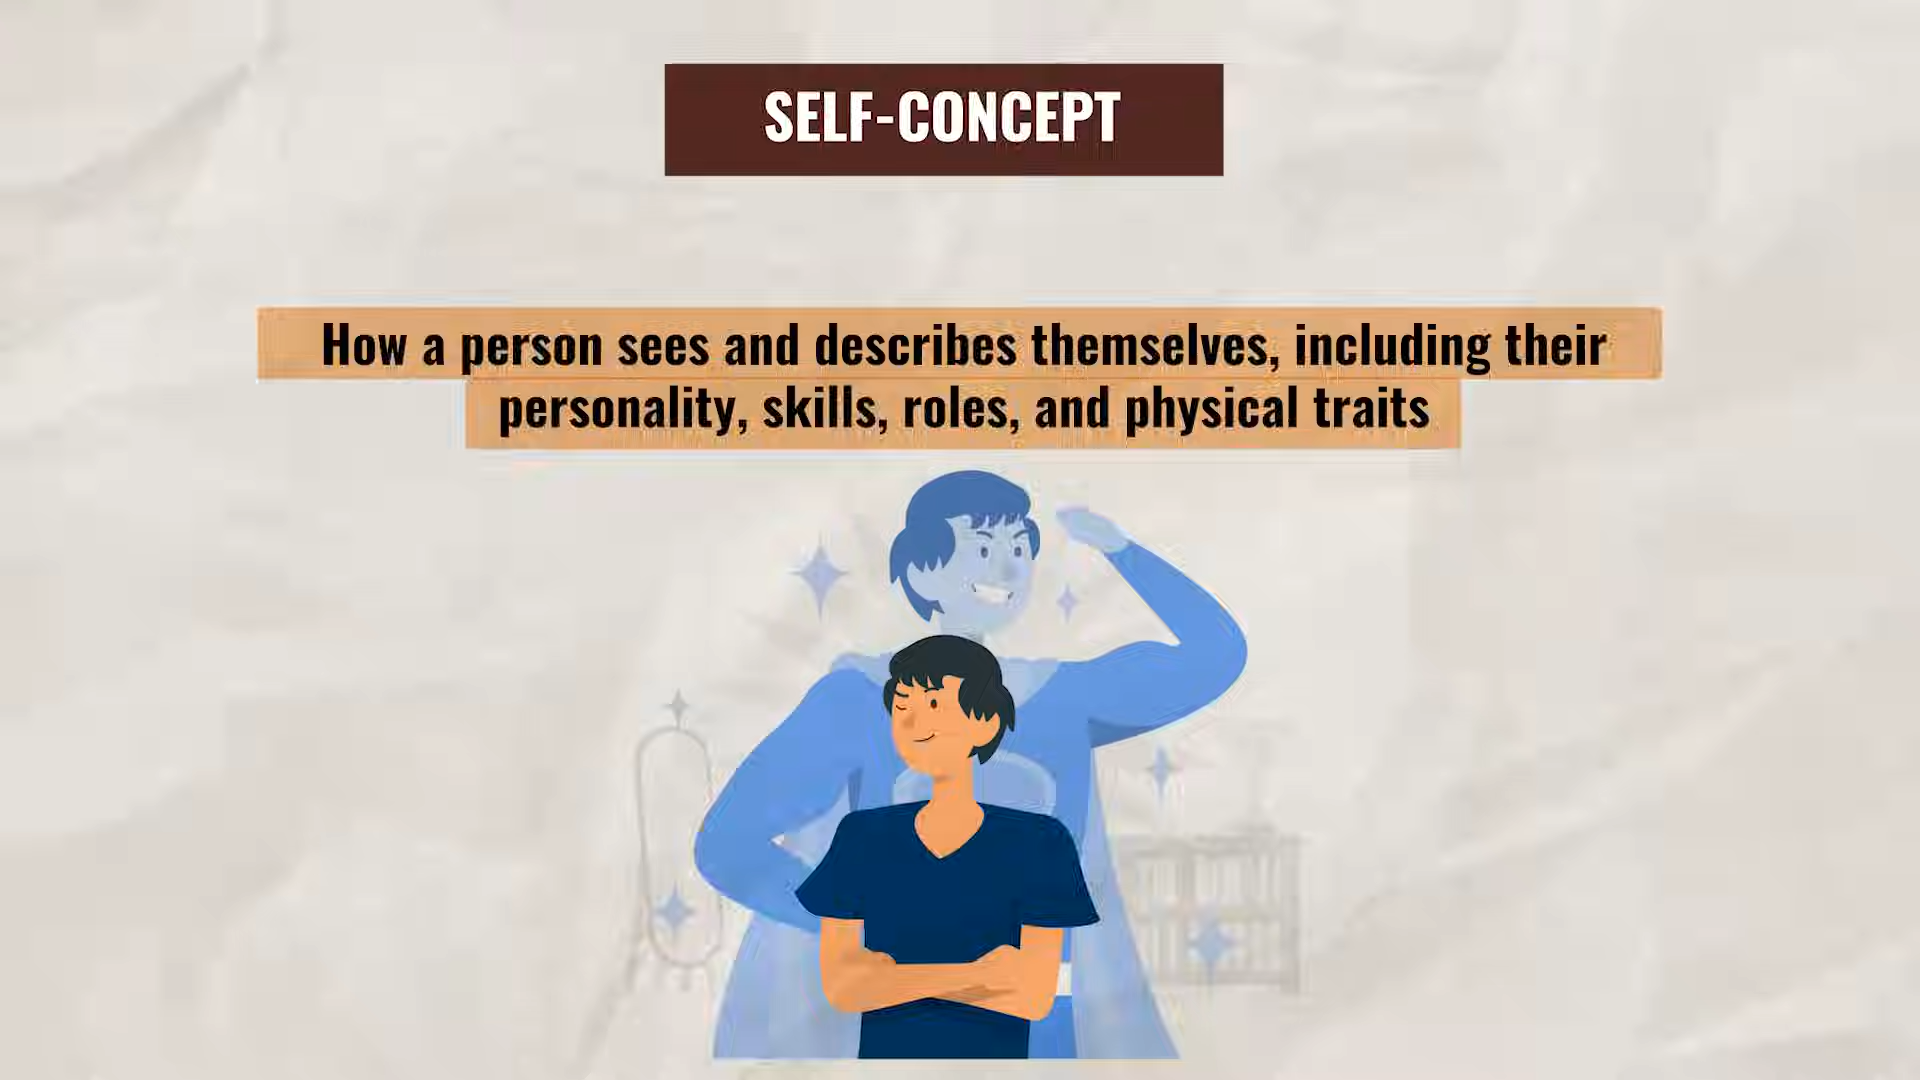 SELF-CONCEPT
How a person sees and describes themselves, including their
personality, skills, roles, and physical traits